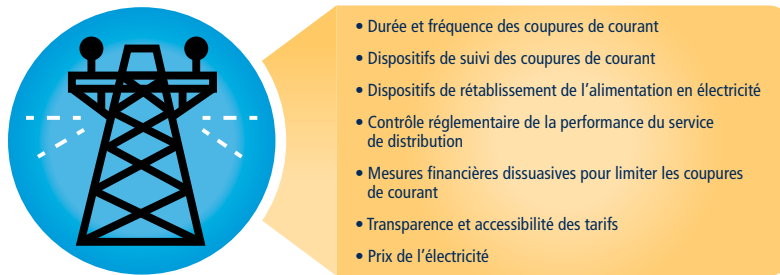 • Durée et fréquence des coupures de courant
• Dispositifs de suivi des coupures de courant
• Dispositifs de rétablissement de l’alimentation en électricité
• Contrôle réglementaire de la performance du service
de distribution
• Mesures financières dissuasives pour limiter les coupures
de courant
• Transparence et accessibilité des tarifs
• Prix de l’électricité